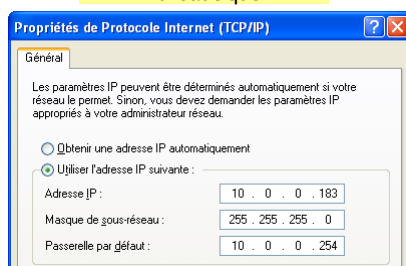 Propriétés de Protocole Internet (TCP/IP)
Général
Les paramètres IP peuvent être déterminés automatiquement si votre
réseau le permet. Sinon, vous devez demander les paramètres IP
appropriés à votre administrateur réseau.
Obtenir une adresse IP automatiquement
Utiliser l'adresse IP suivante :
Adresse IP : 10 . 0 . 0 . 183
Masque de sous-réseau : 255 . 255 . 255 . 0
Passerelle par défaut : 10 . 0 . 0 . 254